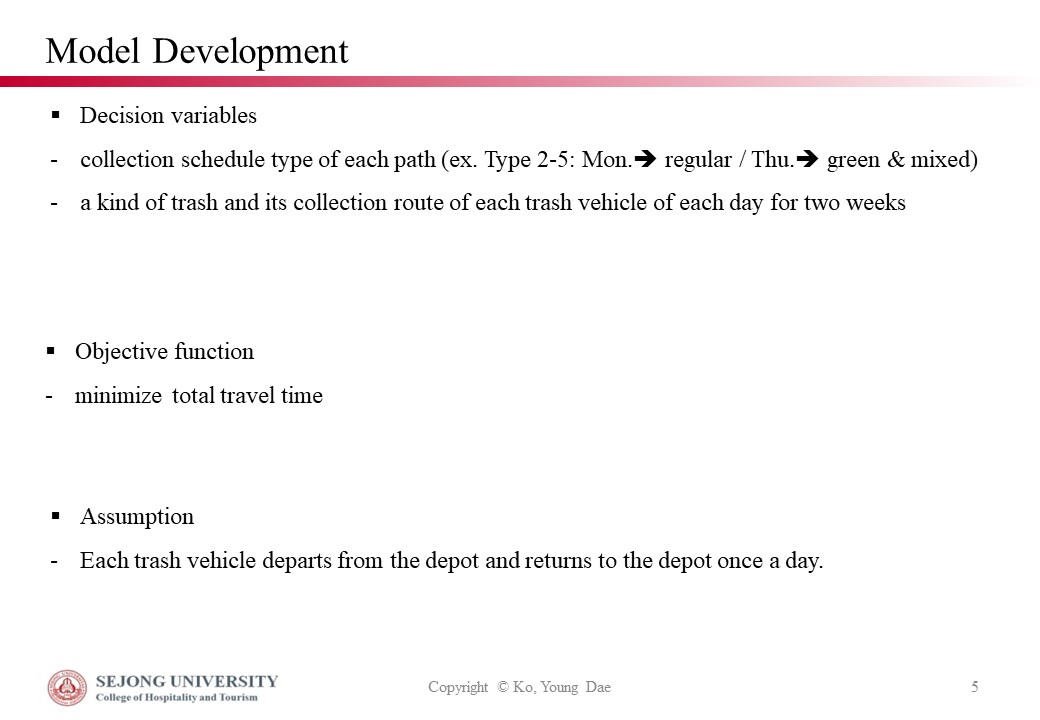 Model Development
▪ Decision variables
- collection schedule type of each path (ex. Type 2-5: Mon.➔ regular / Thu.➔ green & mixed)
- a kind of trash and its collection route of each trash vehicle of each day for two weeks
▪ Objective function
- minimize total travel time
▪ Assumption
- Each trash vehicle departs from the depot and returns to the depot once a day.
SEJONG UNIVERSITY
College of Hospitality and Tourism
Copyright © Ko, Young Dae
5